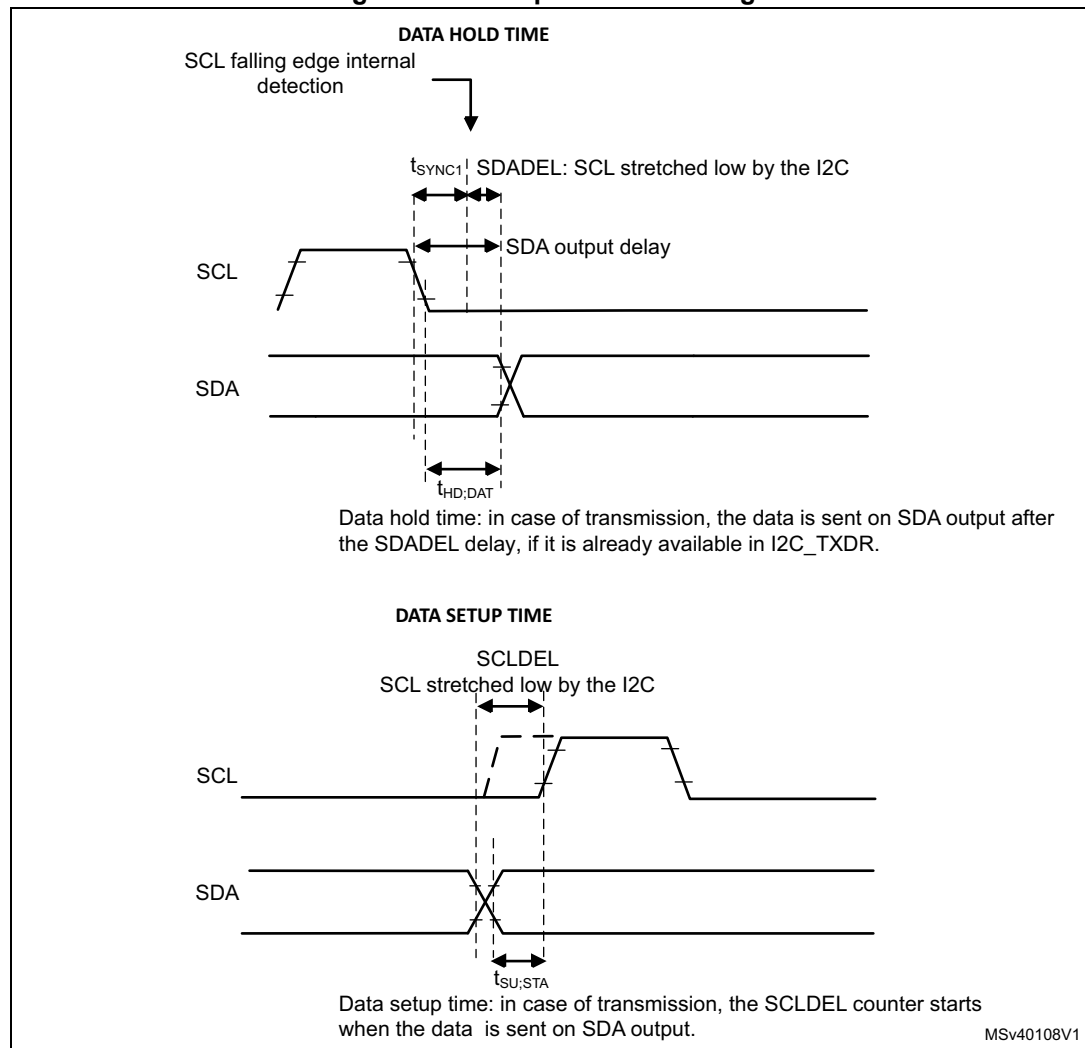 DATA HOLD TIME
SCL falling edge internal
detection
tSYNC1
SDADEL: SCL stretched low by the I2C
SDA output delay
SCL
SDA
tHD;DAT
Data hold time: in case of transmission, the data is sent on SDA output after
the SDADEL delay, if it is already available in I2C_TXDR.
DATA SETUP TIME
SCLDEL
SCL stretched low by the I2C
SCL
SDA
tSU;STA
Data setup time: in case of transmission, the SCLDEL counter starts
when the data is sent on SDA output.
MSv40108V1